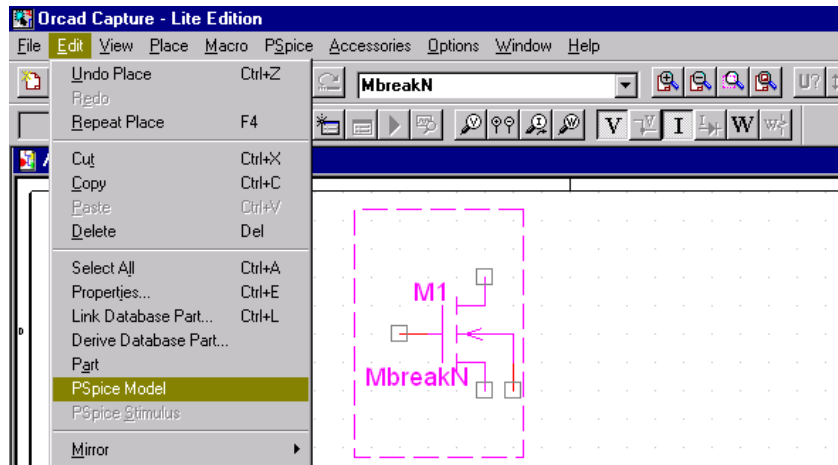 Orcad Capture - Lite Edition
File Edit View Place Macro PSpice Accessories Options Window Help
MbreakN
U?
V I W
Undo Place Ctrl+Z
Redo
Repeat Place F4
Cut Ctrl+X
Copy Ctrl+C
Paste Ctrl+V
Delete Del
Select All Ctrl+A
Properties... Ctrl+E
Link Database Part... Ctrl+L
Derive Database Part...
Part
PSpice Model
PSpice Stimulus
Mirror
M1
MbreakN